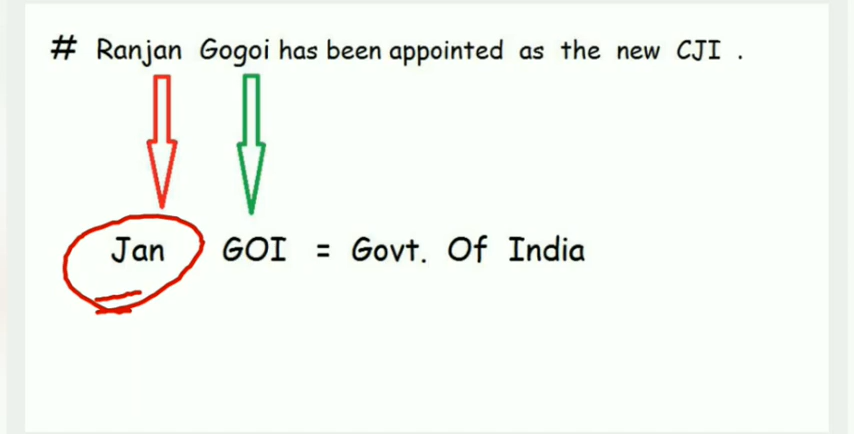 # Ranjan Gogoi has been appointed as the new CJI .
Jan GOI = Govt. Of India